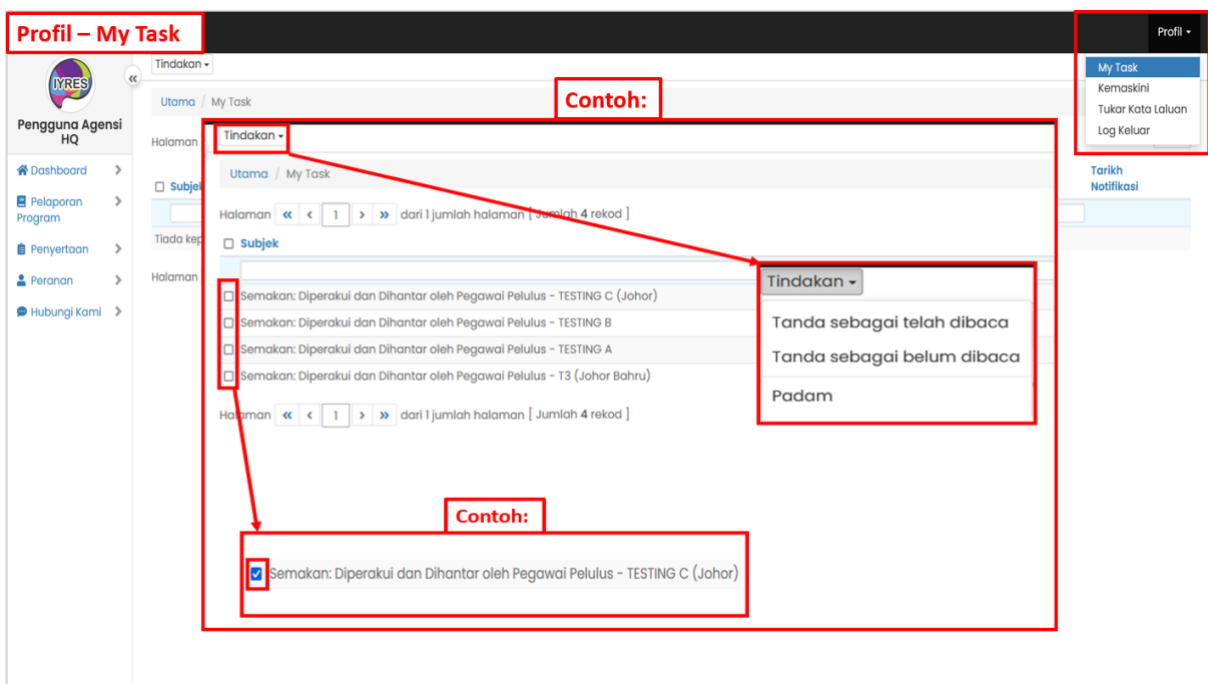 Profil – My Task
Profil
My Task
Kemaskini
Tukar Kata Laluan
Log Keluar
IYRES
«
Pengguna Agensi
HQ
Dashboard
Pelaporan
Program
Penyertaan
Peranan
Hubungi Kami
Tindakan
Utama / My Task
Halaman
Tarikh
Notifikasi
Tiada
Halaman
Contoh:
Tindakan
Utama / My Task
Halaman « < 1 > » dari 1 jumlah halaman [ Jumlah 4 rekod ]
Subjek
Semakan: Diperakui dan Dihantar oleh Pegawai Pelulus - TESTING C (Johor)
Semakan: Diperakui dan Dihantar oleh Pegawai Pelulus - TESTING B
Semakan: Diperakui dan Dihantar oleh Pegawai Pelulus - TESTING A
Semakan: Diperakui dan Dihantar oleh Pegawai Pelulus - T3 (Johor Bahru)
Halaman « < 1 > » dari 1 jumlah halaman [ Jumlah 4 rekod ]
Tindakan
Tanda sebagai telah dibaca
Tanda sebagai belum dibaca
Padam
Contoh:
Semakan: Diperakui dan Dihantar oleh Pegawai Pelulus - TESTING C (Johor)